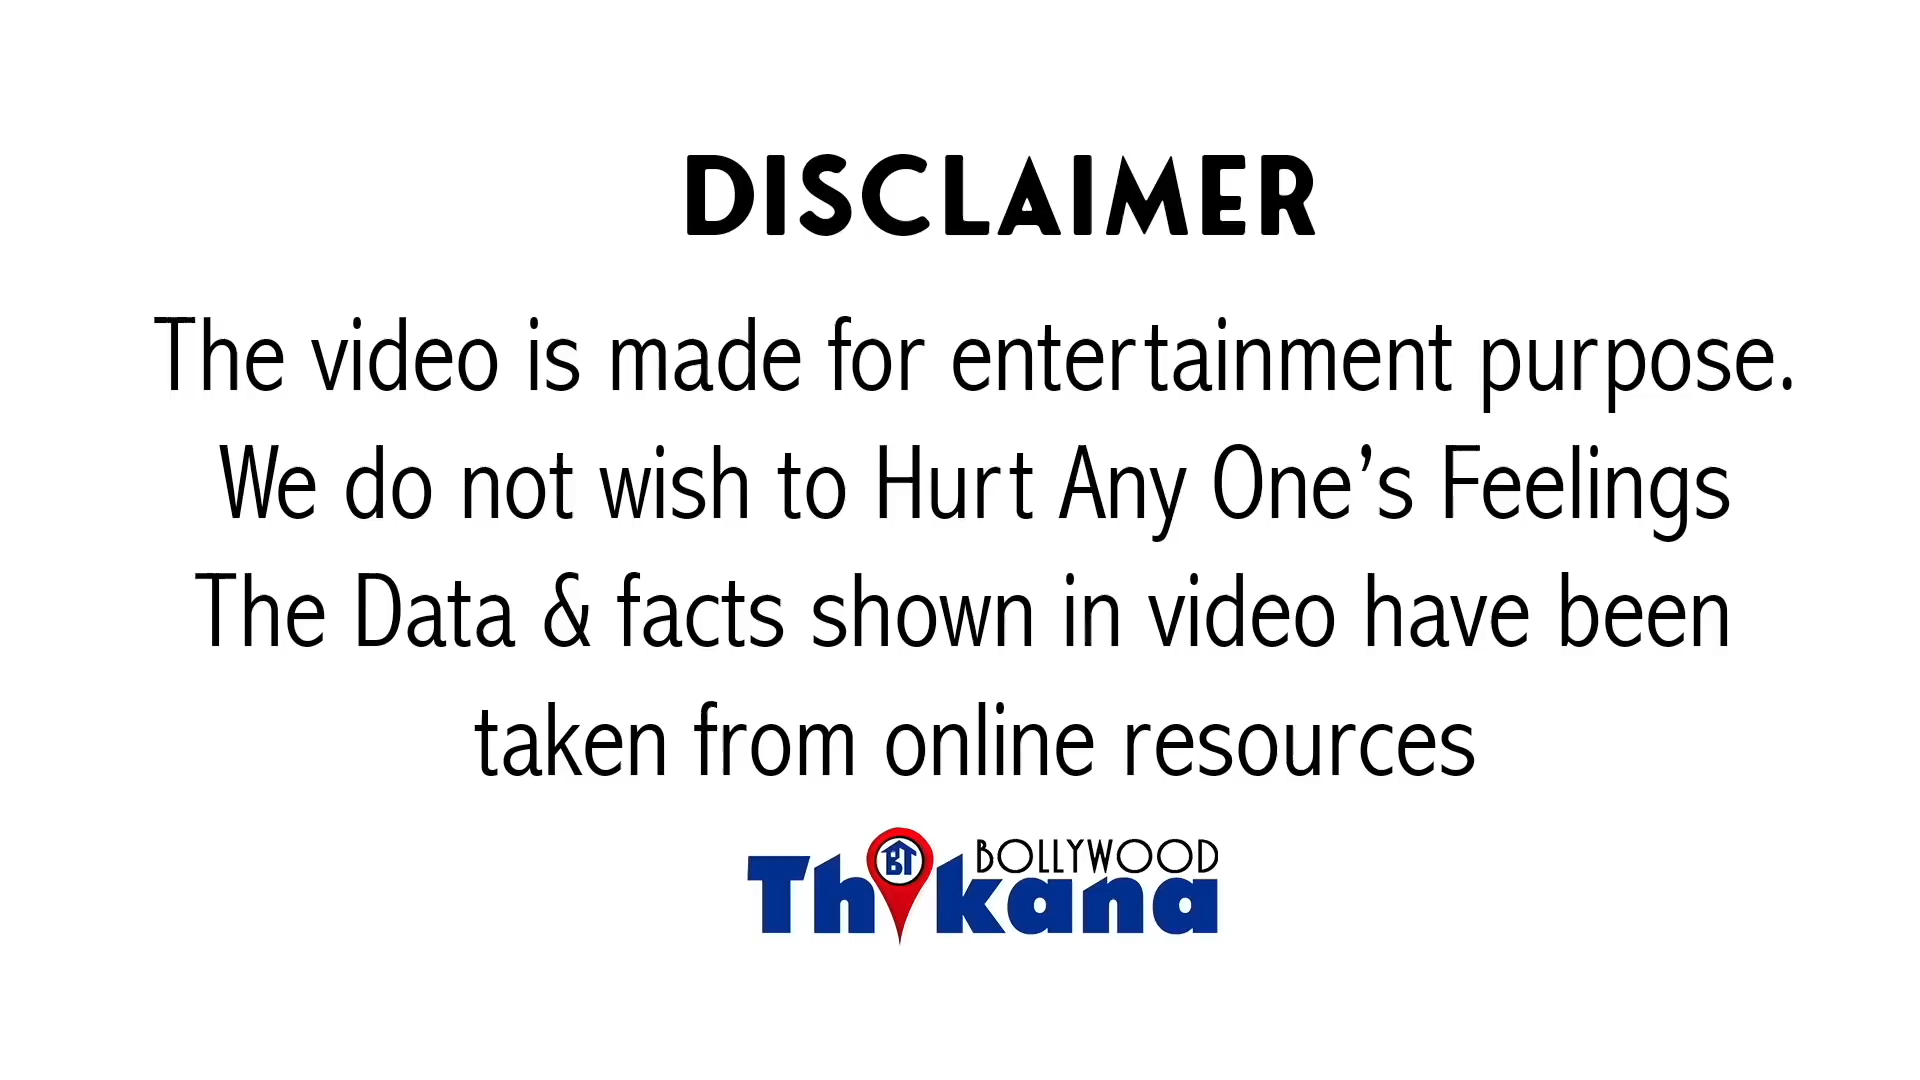 DISCLAIMER
The video is made for entertainment purpose.
We do not wish to Hurt Any One’s Feelings
The Data & facts shown in video have been
taken from online resources
BT
BOLLYWOOD
Thikana